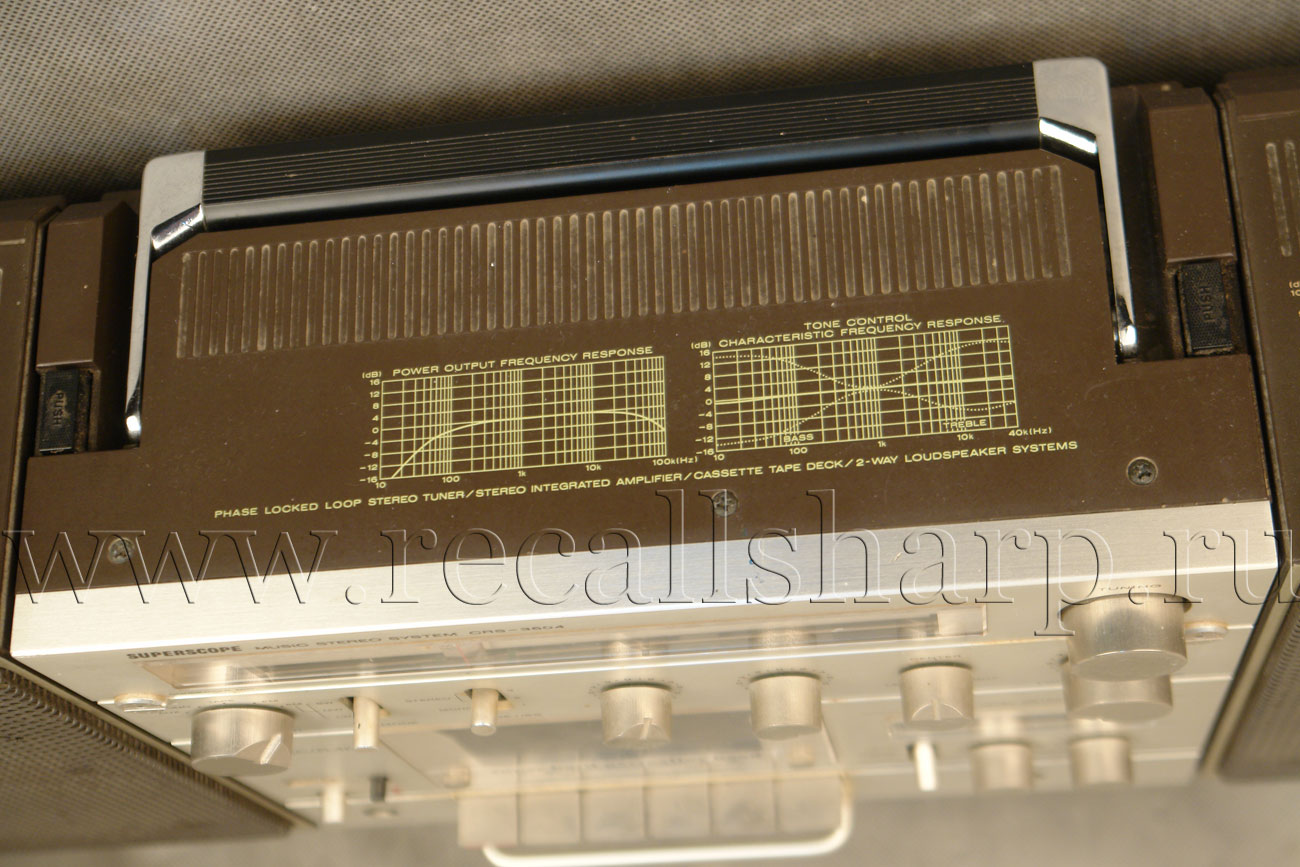 TONE CONTROL
(dB) POWER OUTPUT FREQUENCY RESPONSE
(dB) CHARACTERISTIC FREQUENCY RESPONSE
16
12
8
4
0
-4
-8
-12
-16
10 100 1k 10k 100k(Hz)
16
12
8
4
0
-4
-8
-12
-16
BASS TREBLE
10 100 1k 10k 40k(Hz)
PHASE LOCKED LOOP STEREO TUNER/STEREO INTEGRATED AMPLIFIER/CASSETTE TAPE DECK/2-WAY LOUDSPEAKER SYSTEMS
PUSH
PUSH
www.recallsharp.ru
TUNING
SUPERSCOPE MUSIC STEREO SYSTEM